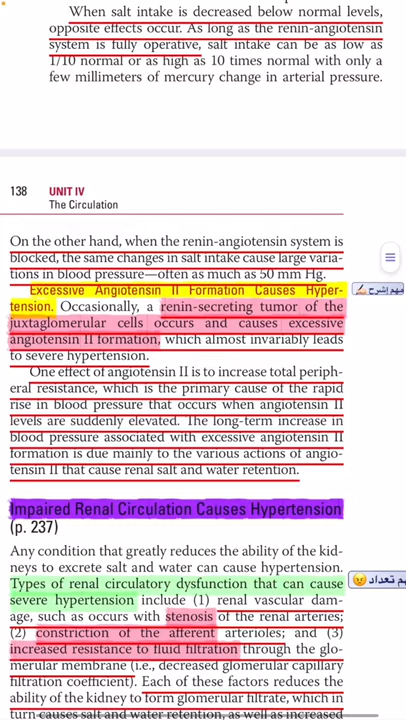 When salt intake is decreased below normal levels,
opposite effects occur. As long as the renin-angiotensin
system is fully operative, salt intake can be as low as
1/10 normal or as high as 10 times normal with only a
few millimeters of mercury change in arterial pressure.
138 UNIT IV
The Circulation
On the other hand, when the renin-angiotensin system is
blocked, the same changes in salt intake cause large varia-
tions in blood pressure—often as much as 50 mm Hg.
Excessive Angiotensin II Formation Causes Hyper-
مهم إشرح
tension. Occasionally, a renin-secreting tumor of the
juxtaglomerular cells occurs and causes excessive
angiotensin II formation, which almost invariably leads
to severe hypertension.
One effect of angiotensin II is to increase total periph-
eral resistance, which is the primary cause of the rapid
rise in blood pressure that occurs when angiotensin II
levels are suddenly elevated. The long-term increase in
blood pressure associated with excessive angiotensin II
formation is due mainly to the various actions of angio-
tensin II that cause renal salt and water retention.
Impaired Renal Circulation Causes Hypertension
(p. 237)
Any condition that greatly reduces the ability of the kid-
neys to excrete salt and water can cause hypertension.
Types of renal circulatory dysfunction that can cause
تعداد
severe hypertension include (1) renal vascular dam-
age, such as occurs with stenosis of the renal arteries;
(2) constriction of the afferent arterioles; and (3)
increased resistance to fluid filtration through the glo-
merular membrane (i.e., decreased glomerular capillary
filtration coefficient). Each of these factors reduces the
ability of the kidney to form glomerular filtrate, which in
turn causes salt and water retention, as well as increased